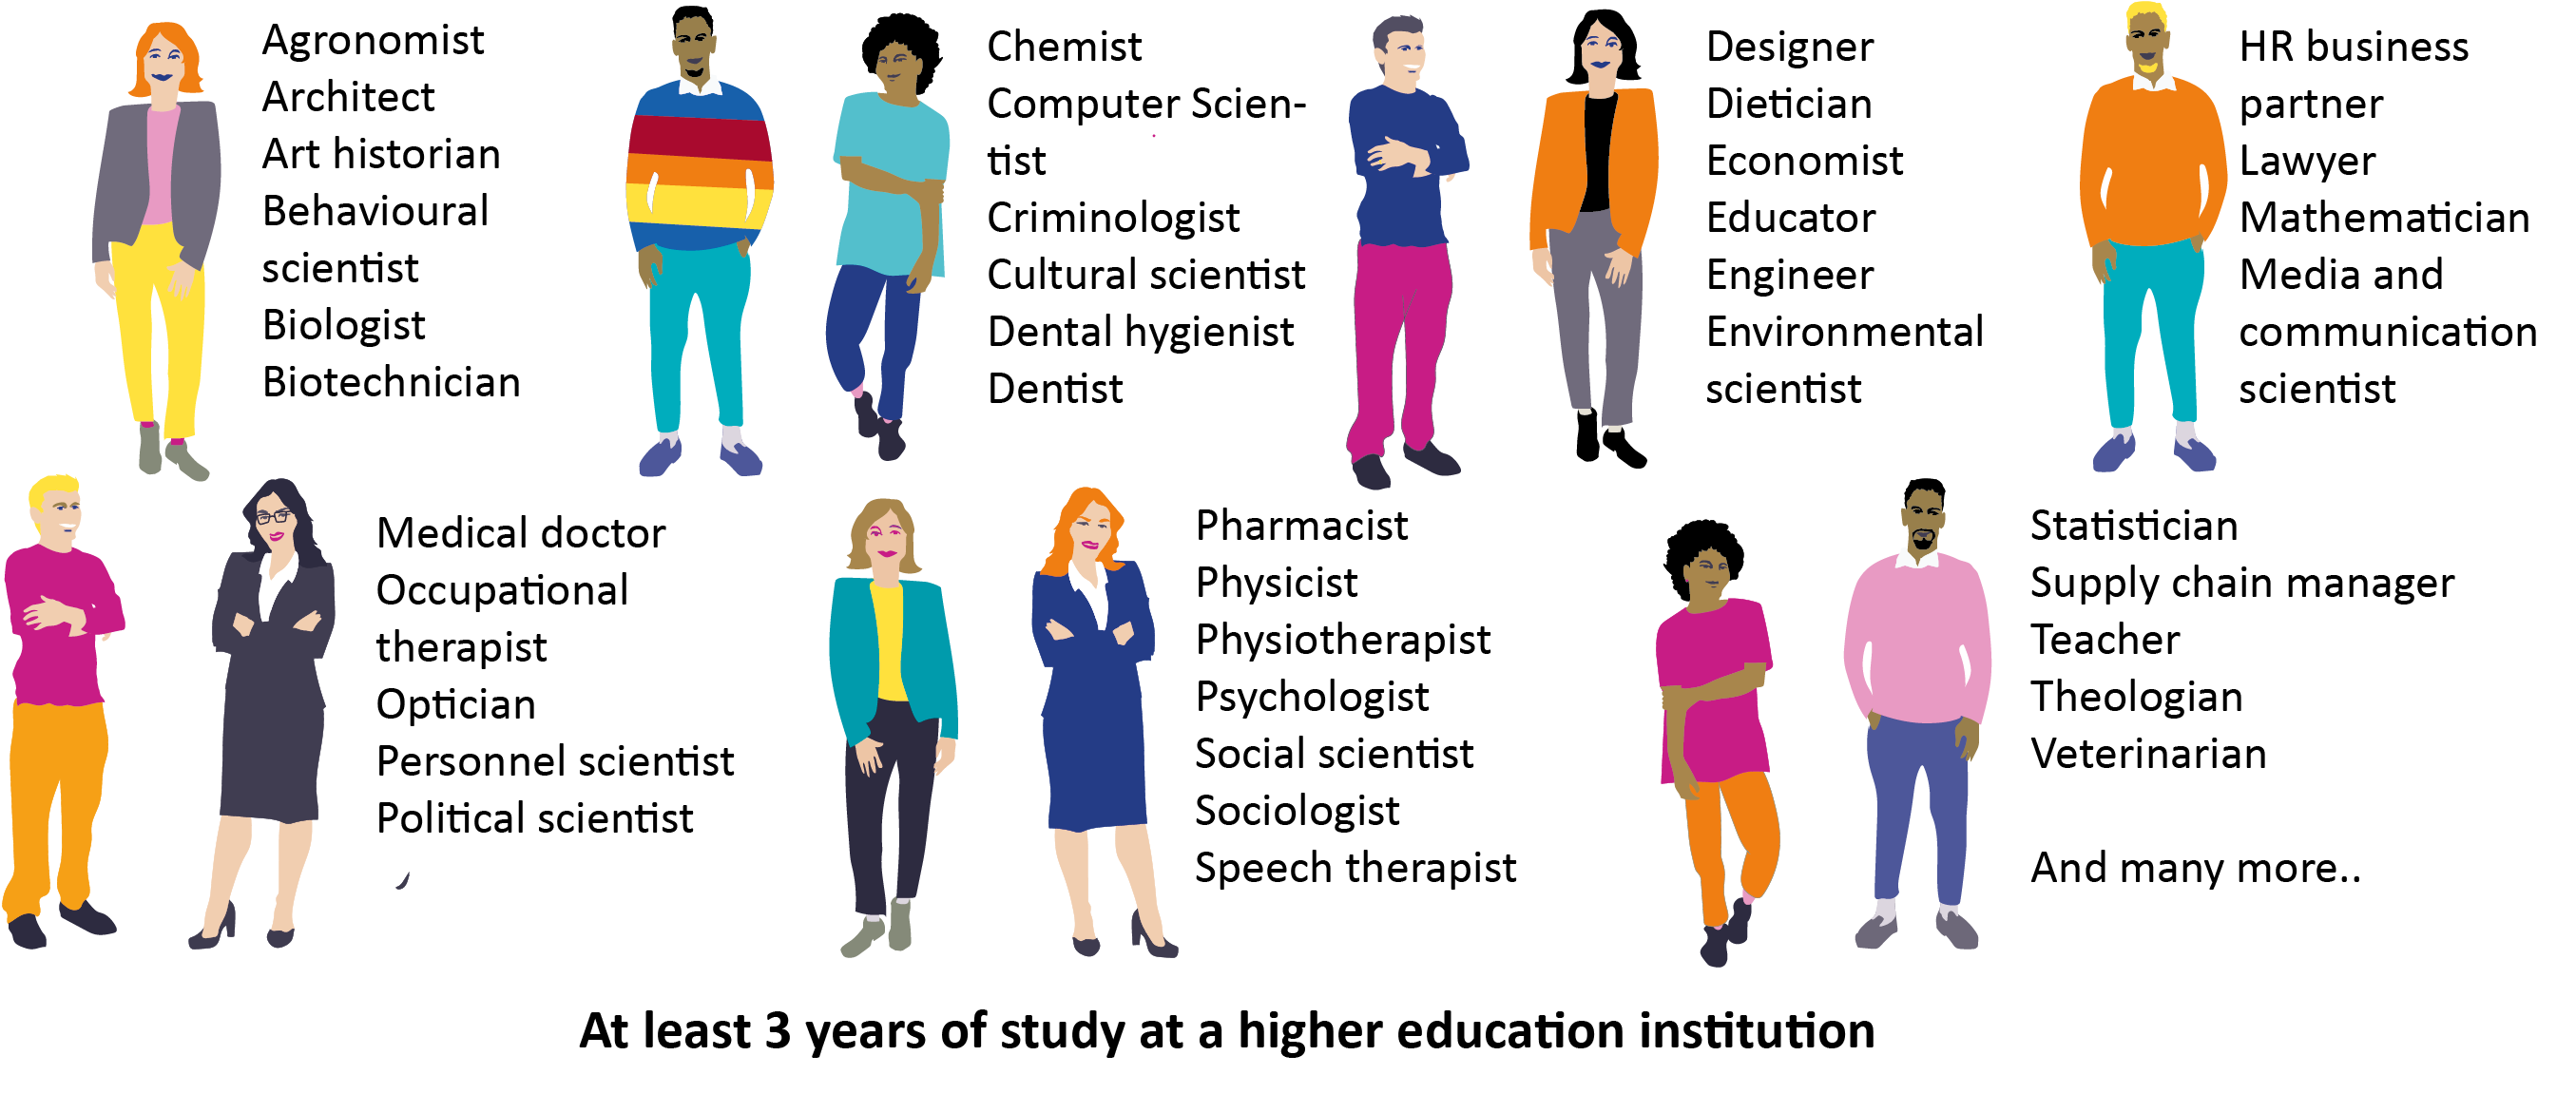 Agronomist
Architect
Art historian
Behavioural
scientist
Biologist
Biotechnician
Chemist
Computer Scien-
tist
Criminologist
Cultural scientist
Dental hygienist
Dentist
Designer
Dietician
Economist
Educator
Engineer
Environmental
scientist
HR business
partner
Lawyer
Mathematician
Media and
communication
scientist
Medical doctor
Occupational
therapist
Optician
Personnel scientist
Political scientist
Pharmacist
Physicist
Physiotherapist
Psychologist
Social scientist
Sociologist
Speech therapist
Statistician
Supply chain manager
Teacher
Theologian
Veterinarian
And many more..
At least 3 years of study at a higher education institution